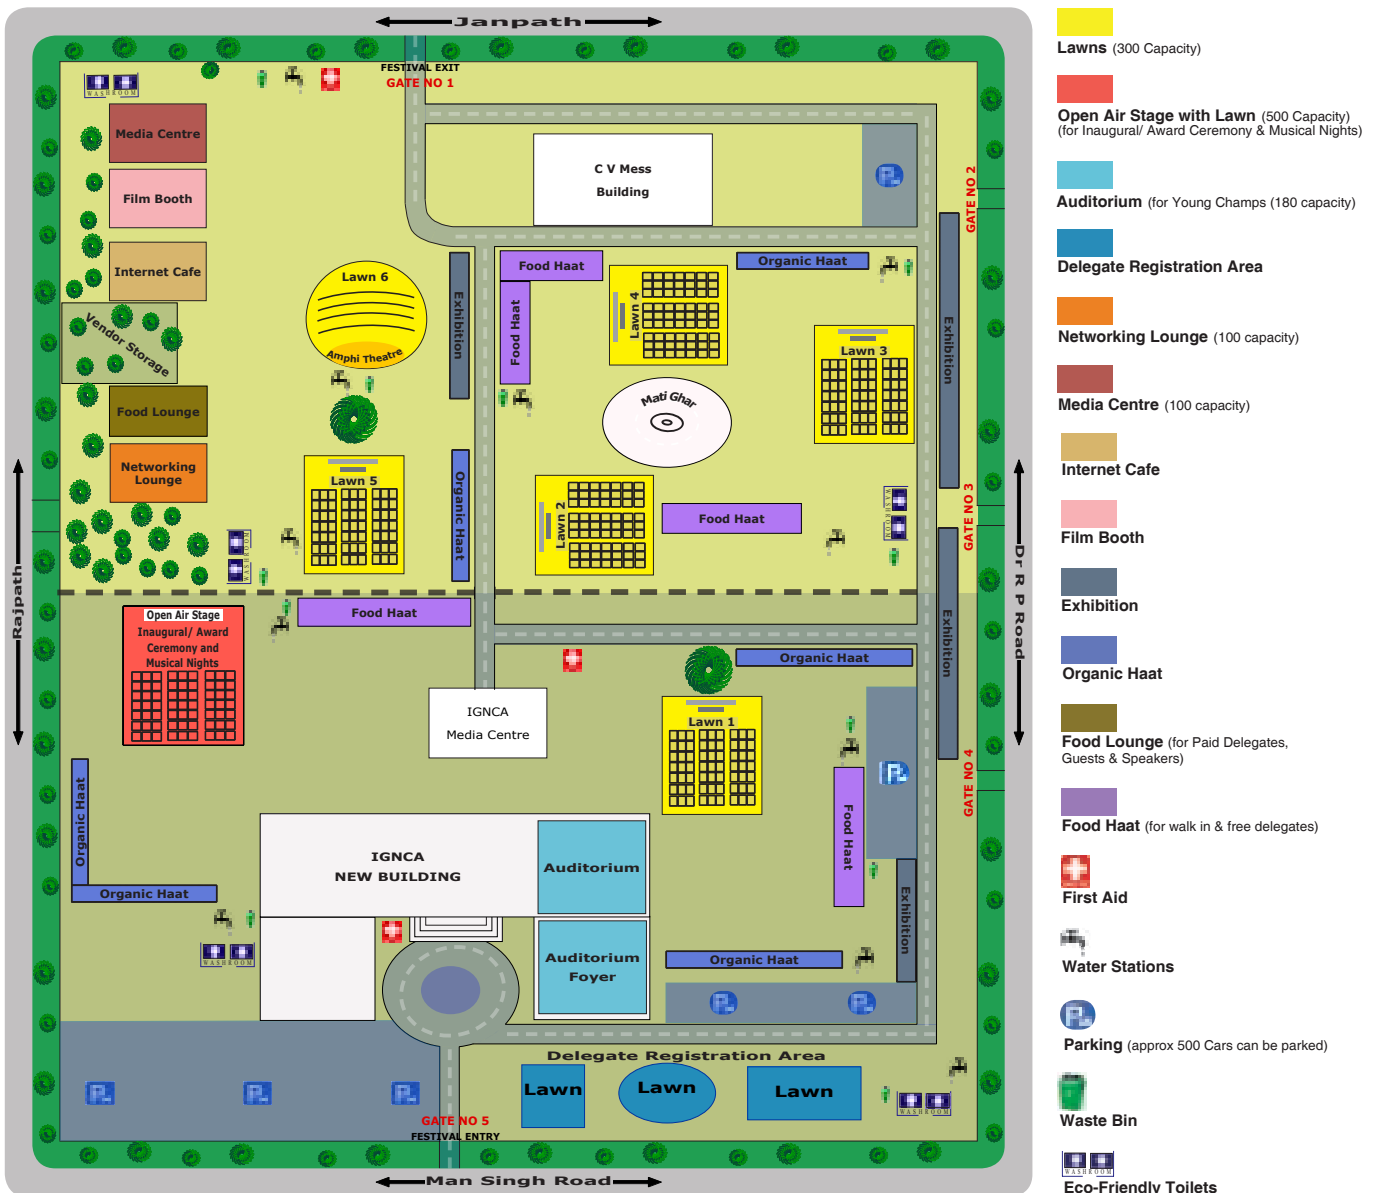 Janpath
FESTIVAL EXIT
GATE NO 1
WASHROOM
Media Centre
Film Booth
Internet Cafe
Vendor Storage
Food Lounge
Networking
Lounge
C V Mess
Building
GATE NO 2
Lawn 6
Amphi Theatre
Exhibition
Food Haat
Food Haat
Lawn 4
Organic Haat
Lawn 3
Exhibition
Mati Ghar
Lawn 5
Organic Haat
Lawn 2
Food Haat
WASHROOM
GATE NO 3
WASHROOM
Rajpath
Dr R P Road
Open Air Stage
Inaugural/ Award
Ceremony and
Musical Nights
Food Haat
Exhibition
Organic Haat
IGNCA
Media Centre
Lawn 1
GATE NO 4
Organic Haat
Organic Haat
Food Haat
IGNCA
NEW BUILDING
Auditorium
Auditorium
Foyer
Exhibition
Organic Haat
WASHROOM
Delegate Registration Area
Lawn
Lawn
Lawn
WASHROOM
GATE NO 5
FESTIVAL ENTRY
Man Singh Road
Lawns (300 Capacity)
Open Air Stage with Lawn (500 Capacity)
(for Inaugural/ Award Ceremony & Musical Nights)
Auditorium (for Young Champs (180 capacity)
Delegate Registration Area
Networking Lounge (100 capacity)
Media Centre (100 capacity)
Internet Cafe
Film Booth
Exhibition
Organic Haat
Food Lounge (for Paid Delegates,
Guests & Speakers)
Food Haat (for walk in & free delegates)
First Aid
Water Stations
Parking (approx 500 Cars can be parked)
Waste Bin
WASHROOM
Eco-Friendly Toilets